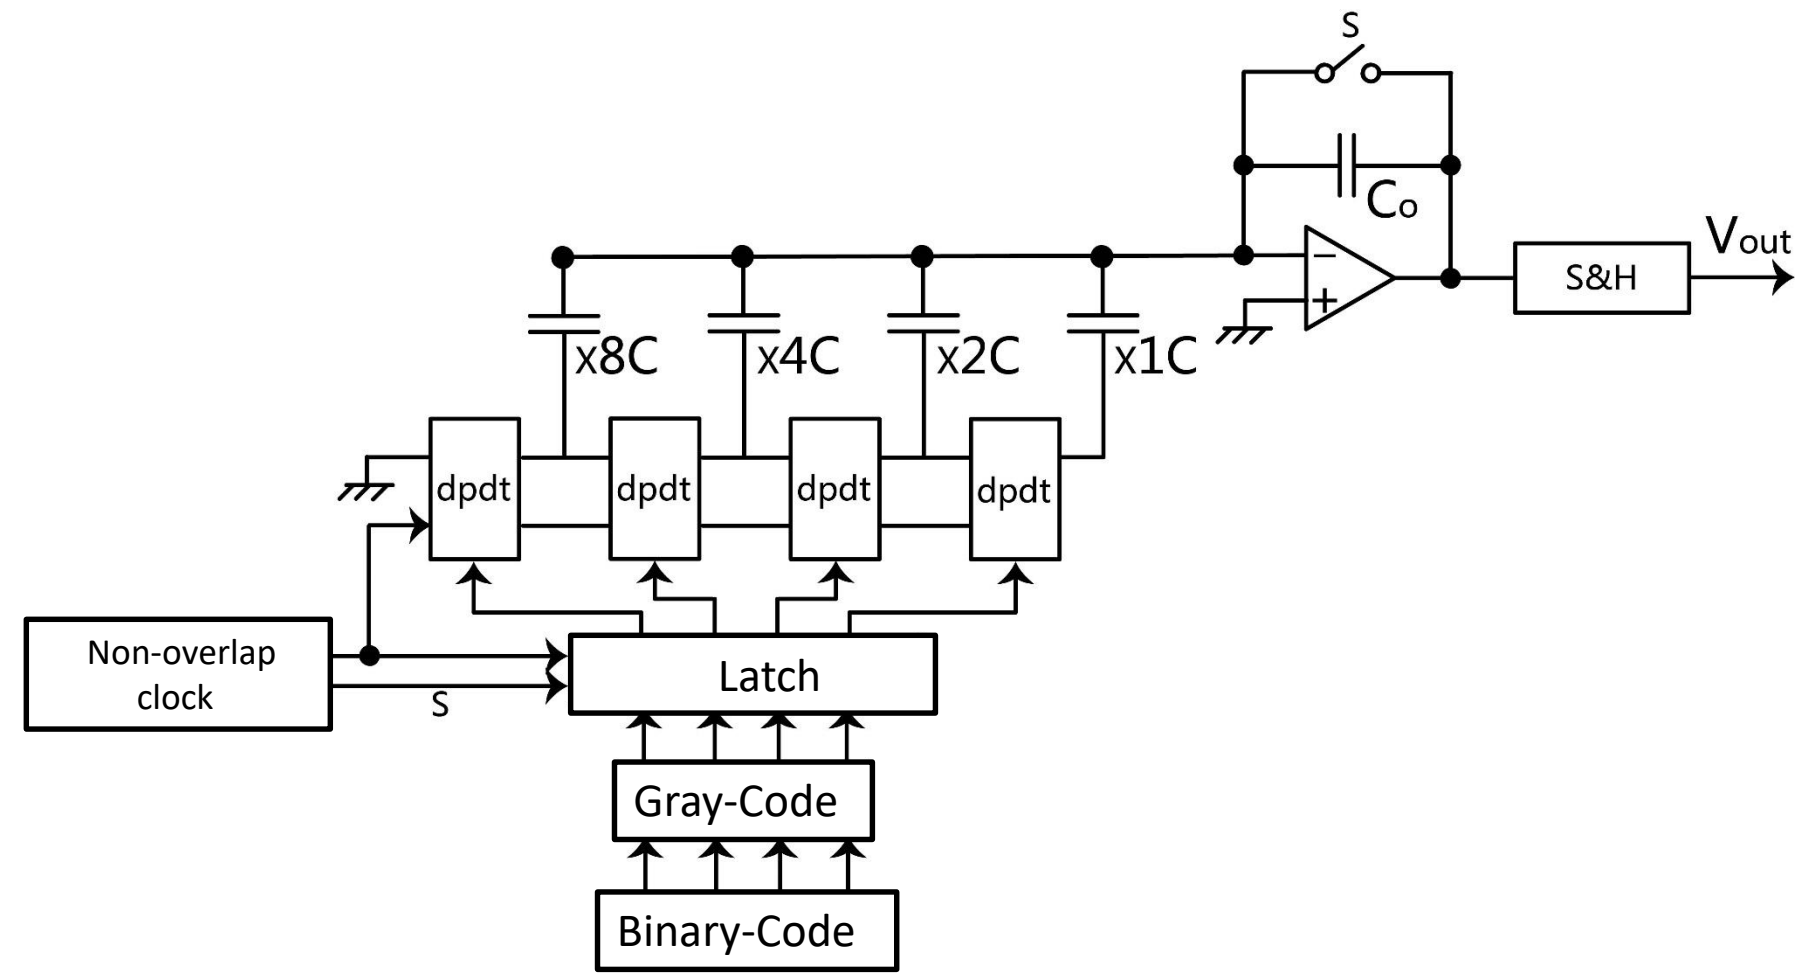 S
Co
−
+
S&H
Vout
x8C
x4C
x2C
x1C
dpdt
dpdt
dpdt
dpdt
Non-overlap
clock
S
Latch
Gray-Code
Binary-Code